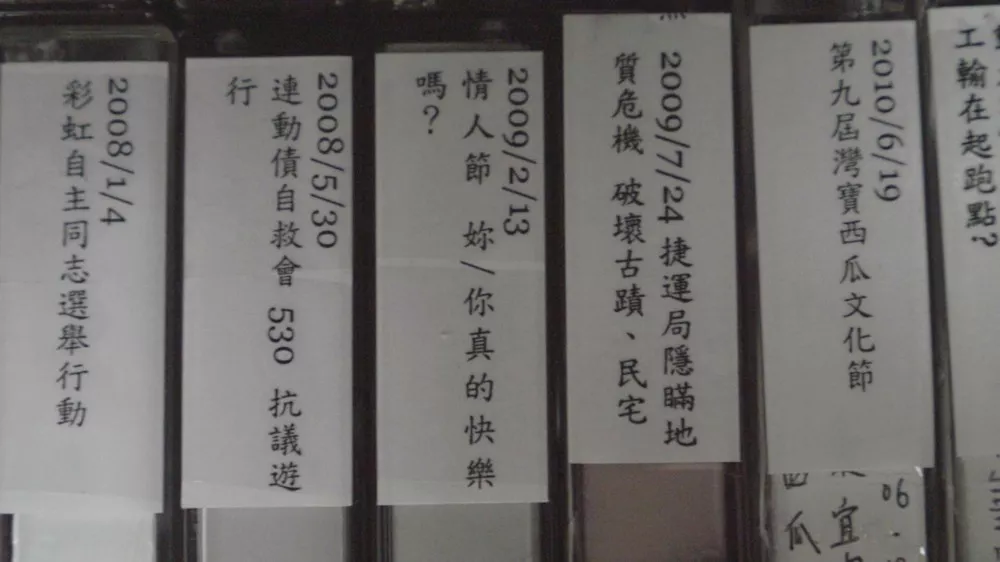 2008/1/4
彩虹自主同志選舉行動
2008/5/30
連動債自救會 530 抗議遊
行
2009/2/13
情人節 妳/你真的快樂
嗎?
2009/7/24 捷運局隱瞞地
質危機 破壞古蹟、民宅
2010/6/19
第九屆灣寶西瓜文化節
06
宜
瓜
工輸在起跑點?